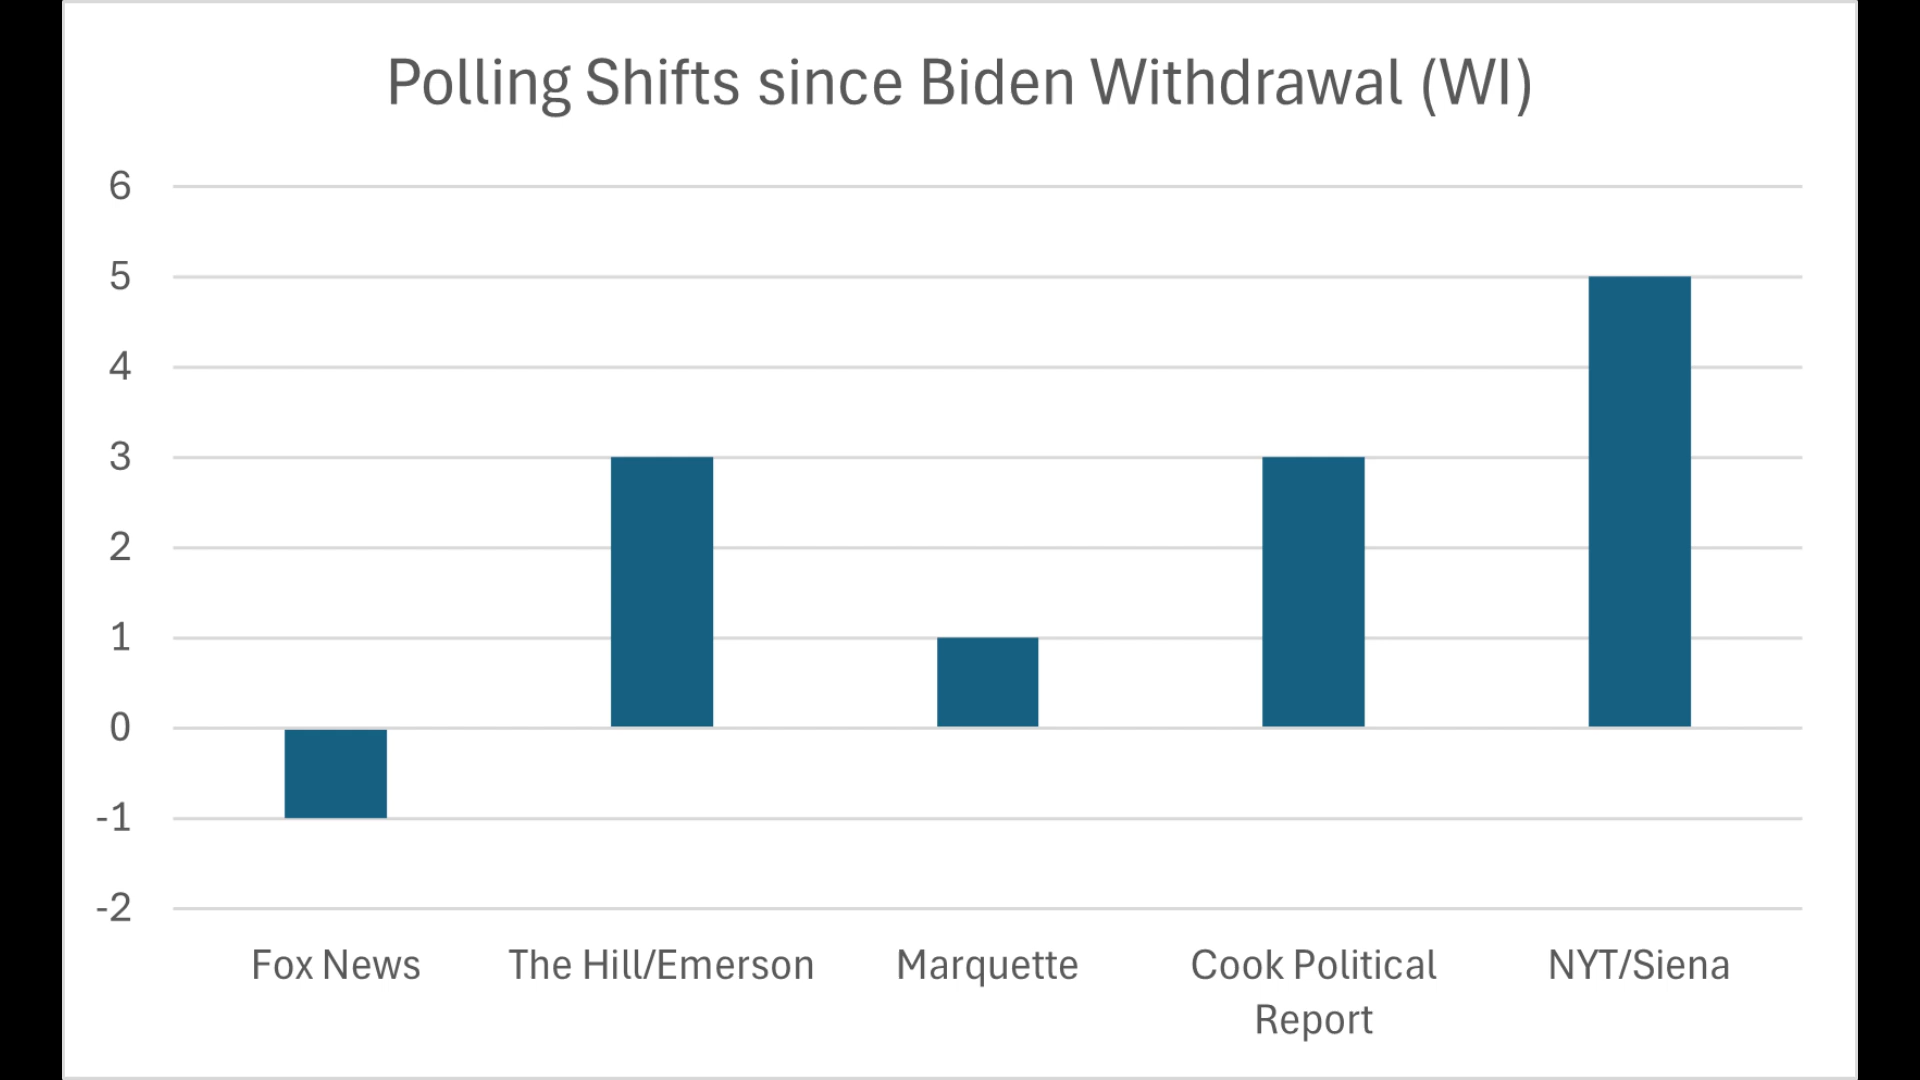 Polling Shifts since Biden Withdrawal (WI)
6
5
4
3
2
1
0
-1
-2
Fox News
The Hill/Emerson
Marquette
Cook Political
Report
NYT/Siena